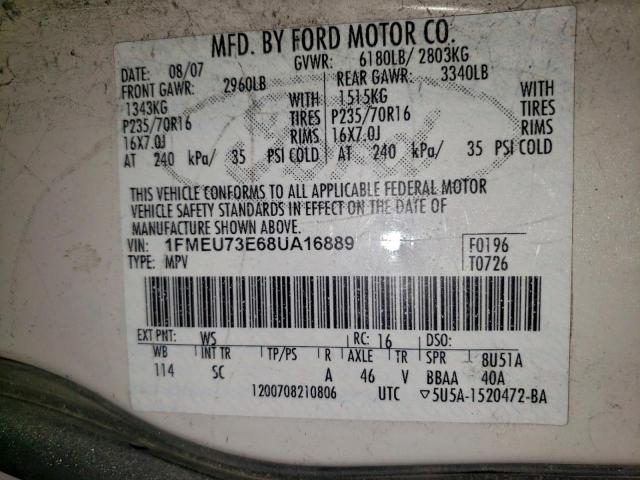 MFD. BY FORD MOTOR CO.
DATE: 08/07 GVWR: 6180LB/ 2803KG
FRONT GAWR: 2960LB REAR GAWR: 3340LB
1343KG WITH 1515KG WITH
P235/70R16 TIRES P235/70R16 TIRES
16X7.0J RIMS 16X7.0J RIMS
AT 240 kPa/ 35 PSI COLD AT 240 kPa/ 35 PSI COLD
THIS VEHICLE CONFORMS TO ALL APPLICABLE FEDERAL MOTOR
VEHICLE SAFETY STANDARDS IN EFFECT ON THE DATE OF
MANUFACTURE SHOWN ABOVE.
VIN: 1FMEU73E68UA16889 F0196
TYPE: MPV T0726
EXT PNT: WS RC: 16 DSO:
WB INT TR TP/PS R AXLE TR SPR 8U51A
114 SC A 46 V BBAA 40A
1200708210806 UTC ▽5U5A-1520472-BA